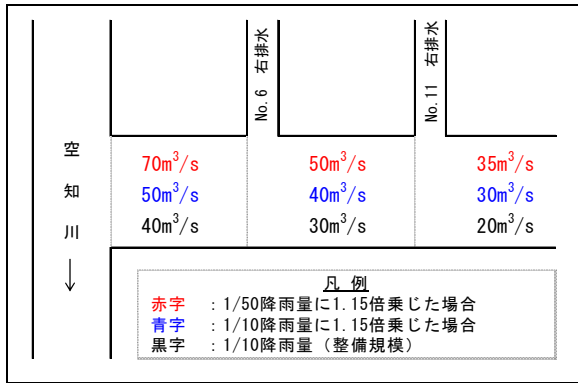 No.6 右排水
No.11 右排水
空知川
70m³/s 50m³/s 35m³/s
50m³/s 40m³/s 30m³/s
40m³/s 30m³/s 20m³/s
凡 例
赤字 : 1/50降雨量に1.15倍乗じた場合
青字 : 1/10降雨量に1.15倍乗じた場合
黒字 : 1/10降雨量（整備規模）